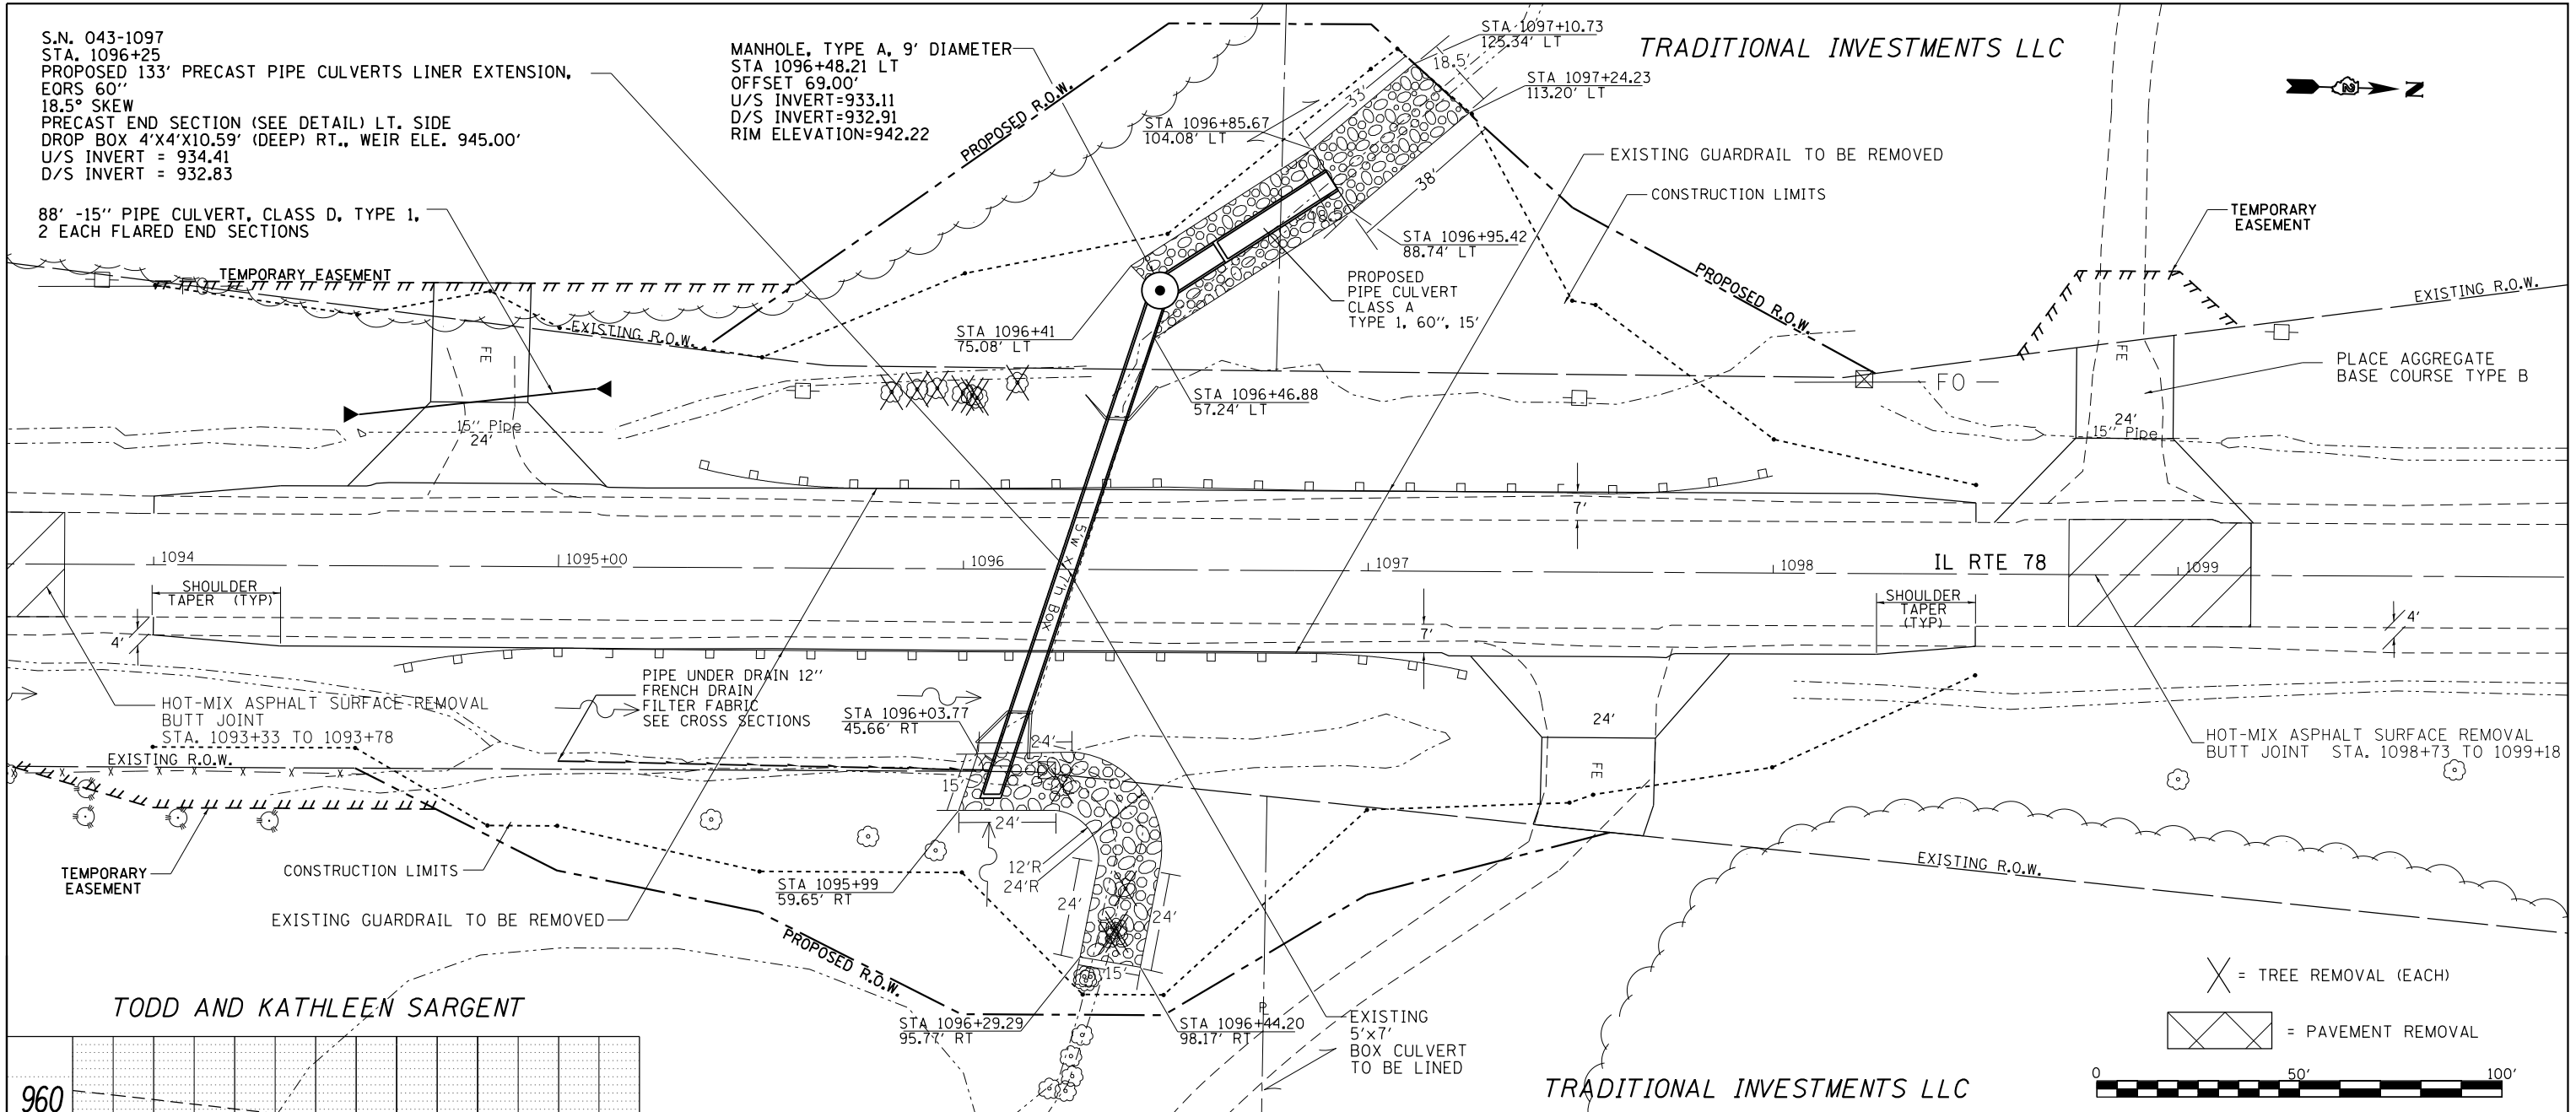 S.N. 043-1097
STA. 1096+25
PROPOSED 133' PRECAST PIPE CULVERTS LINER EXTENSION,
EQRS 60''
18.5° SKEW
PRECAST END SECTION (SEE DETAIL) LT. SIDE
DROP BOX 4'X4'X10.59' (DEEP) RT., WEIR ELE. 945.00'
U/S INVERT = 934.41
D/S INVERT = 932.83
88' -15'' PIPE CULVERT, CLASS D, TYPE 1,
2 EACH FLARED END SECTIONS
MANHOLE, TYPE A, 9' DIAMETER
STA 1096+48.21 LT
OFFSET 69.00'
U/S INVERT=933.11
D/S INVERT=932.91
RIM ELEVATION=942.22
PROPOSED R.O.W.
STA 1097+10.73
125.34' LT
18.5'
STA 1097+24.23
113.20' LT
33'
STA 1096+85.67
104.08' LT
38'
TRADITIONAL INVESTMENTS LLC
N
EXISTING GUARDRAIL TO BE REMOVED
CONSTRUCTION LIMITS
TEMPORARY
EASEMENT
STA 1096+95.42
88.74' LT
PROPOSED
PIPE CULVERT
CLASS A
TYPE 1, 60'', 15'
PROPOSED R.O.W.
EXISTING R.O.W.
TEMPORARY EASEMENT
EXISTING R.O.W.
STA 1096+41
75.08' LT
STA 1096+46.88
57.24' LT
FE
15'' Pipe
24'
FO
FE
24'
15'' Pipe
PLACE AGGREGATE
BASE COURSE TYPE B
7'
5'w x 7'h Box
1094
1095+00
1096
1097
1098
IL RTE 78
1099
SHOULDER
TAPER (TYP)
4'
7'
SHOULDER
TAPER
(TYP)
4'
HOT-MIX ASPHALT SURFACE REMOVAL
BUTT JOINT
STA. 1093+33 TO 1093+78
PIPE UNDER DRAIN 12''
FRENCH DRAIN
FILTER FABRIC
SEE CROSS SECTIONS
STA 1096+03.77
45.66' RT
24'
15'
24'
24'
FE
HOT-MIX ASPHALT SURFACE REMOVAL
BUTT JOINT STA. 1098+73 TO 1099+18
EXISTING R.O.W.
TEMPORARY
EASEMENT
CONSTRUCTION LIMITS
EXISTING GUARDRAIL TO BE REMOVED
STA 1095+99
59.65' RT
12'R
24'R
24'
24'
15'
EXISTING R.O.W.
PROPOSED R.O.W.
STA 1096+29.29
95.77' RT
STA 1096+44.20
98.17' RT
P
EXISTING
5'x7'
BOX CULVERT
TO BE LINED
TODD AND KATHLEEN SARGENT
TRADITIONAL INVESTMENTS LLC
= TREE REMOVAL (EACH)
= PAVEMENT REMOVAL
0 50' 100'
960